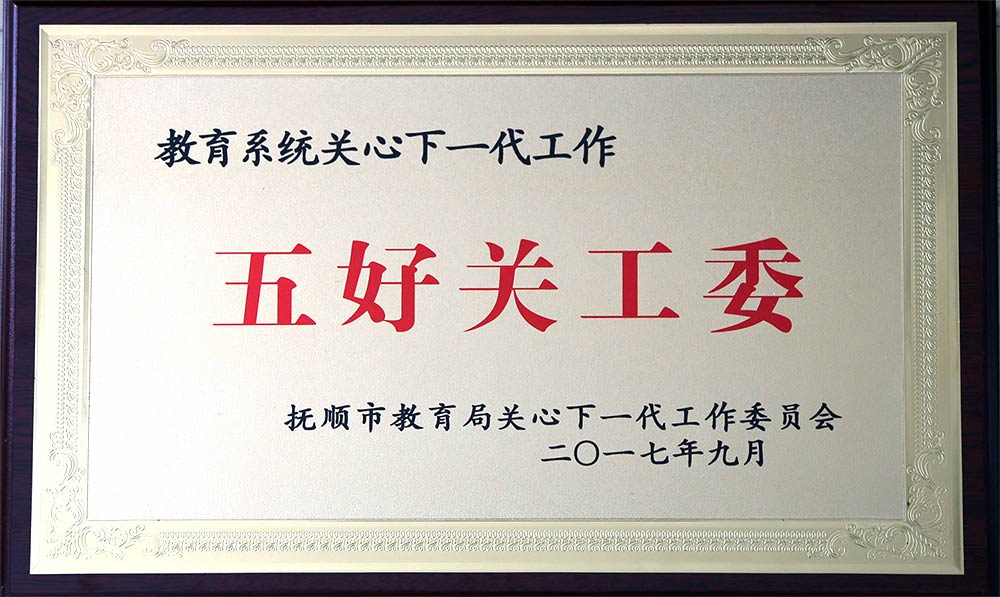 教育系统关心下一代工作
五好关工委
抚顺市教育局关心下一代工作委员会
二〇一七年九月